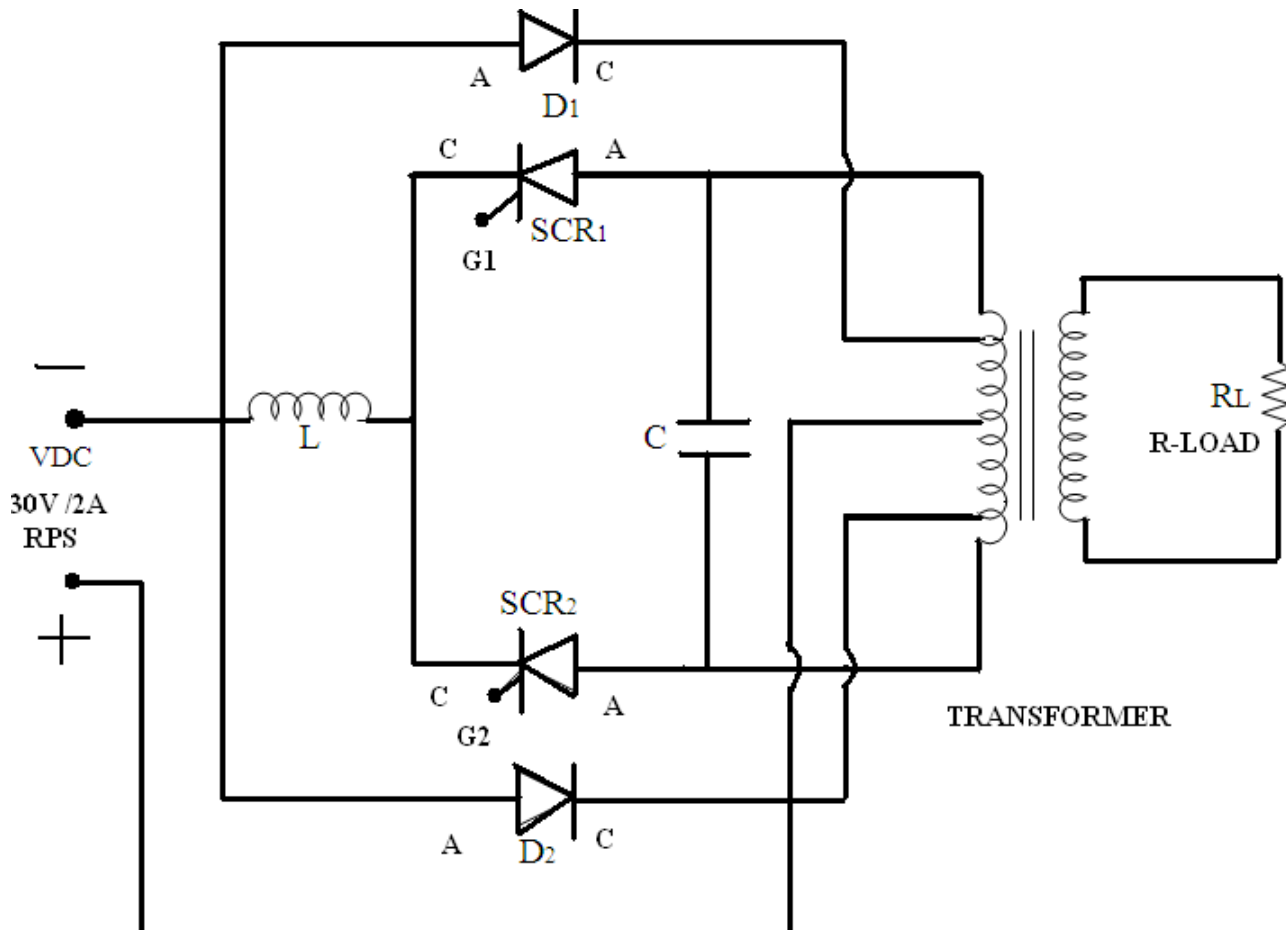 A
C
D1
C
A
SCR1
G1
−
L
C
RL
VDC
R-LOAD
30V /2A
RPS
SCR2
+
C
A
G2
TRANSFORMER
A
D2
C